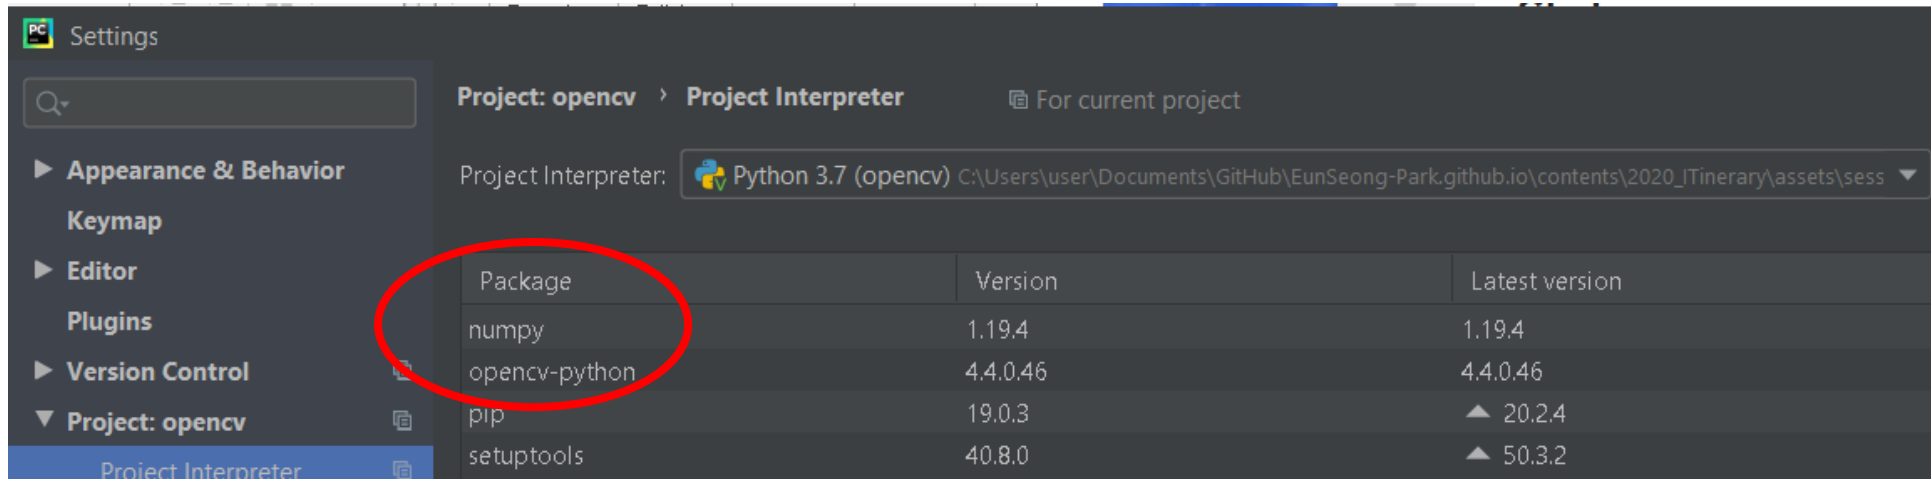 PC Settings
Project: opencv › Project Interpreter For current project
Appearance & Behavior
Project Interpreter: Python 3.7 (opencv) C:\Users\user\Documents\GitHub\EunSeong-Park.github.io\contents\2020_ITinerary\assets\sess
Keymap
Editor
Package Version Latest version
Plugins
numpy 1.19.4 1.19.4
Version Control
opencv-python 4.4.0.46 4.4.0.46
Project: opencv
pip 19.0.3 20.2.4
setuptools 40.8.0 50.3.2
Project Interpreter